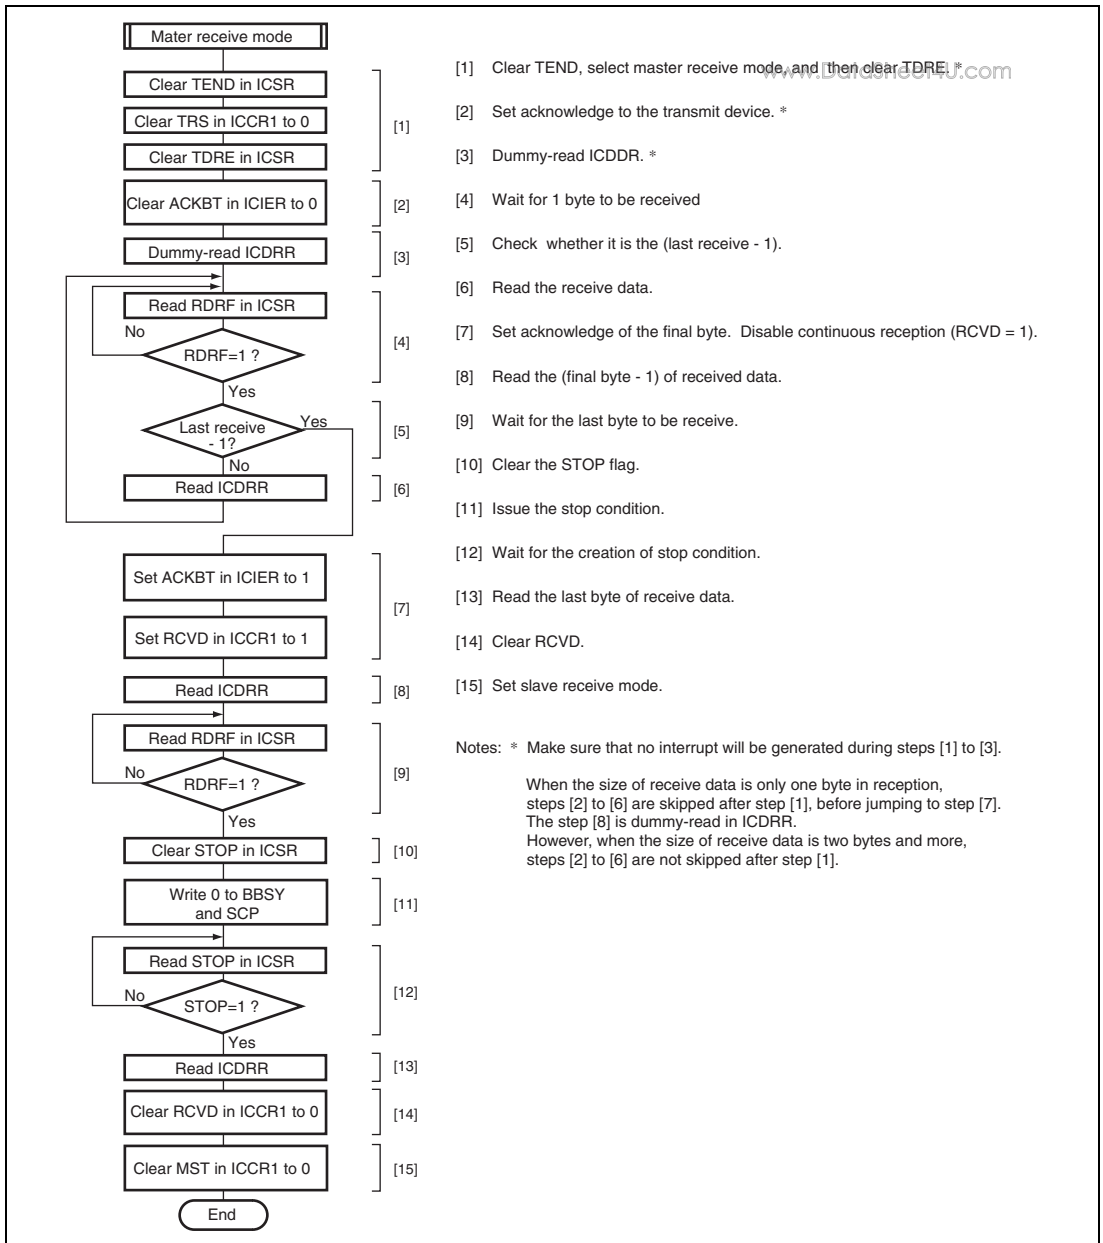 Mater receive mode
Clear TEND in ICSR
Clear TRS in ICCR1 to 0
Clear TDRE in ICSR
[1]
Clear ACKBT in ICIER to 0
[2]
Dummy-read ICDRR
[3]
Read RDRF in ICSR
No
RDRF=1 ?
[4]
Yes
Last receive
- 1?
Yes
[5]
No
Read ICDRR
[6]
Set ACKBT in ICIER to 1
Set RCVD in ICCR1 to 1
[7]
Read ICDRR
[8]
Read RDRF in ICSR
No
RDRF=1 ?
[9]
Yes
Clear STOP in ICSR
[10]
Write 0 to BBSY
and SCP
[11]
Read STOP in ICSR
No
STOP=1 ?
[12]
Yes
Read ICDRR
[13]
Clear RCVD in ICCR1 to 0
[14]
Clear MST in ICCR1 to 0
[15]
End
[1] Clear TEND, select master receive mode, and then clear TDRE. *
www.DataSheet4U.com
[2] Set acknowledge to the transmit device. *
[3] Dummy-read ICDDR. *
[4] Wait for 1 byte to be received
[5] Check whether it is the (last receive - 1).
[6] Read the receive data.
[7] Set acknowledge of the final byte. Disable continuous reception (RCVD = 1).
[8] Read the (final byte - 1) of received data.
[9] Wait for the last byte to be receive.
[10] Clear the STOP flag.
[11] Issue the stop condition.
[12] Wait for the creation of stop condition.
[13] Read the last byte of receive data.
[14] Clear RCVD.
[15] Set slave receive mode.
Notes: * Make sure that no interrupt will be generated during steps [1] to [3].
When the size of receive data is only one byte in reception,
steps [2] to [6] are skipped after step [1], before jumping to step [7].
The step [8] is dummy-read in ICDRR.
However, when the size of receive data is two bytes and more,
steps [2] to [6] are not skipped after step [1].